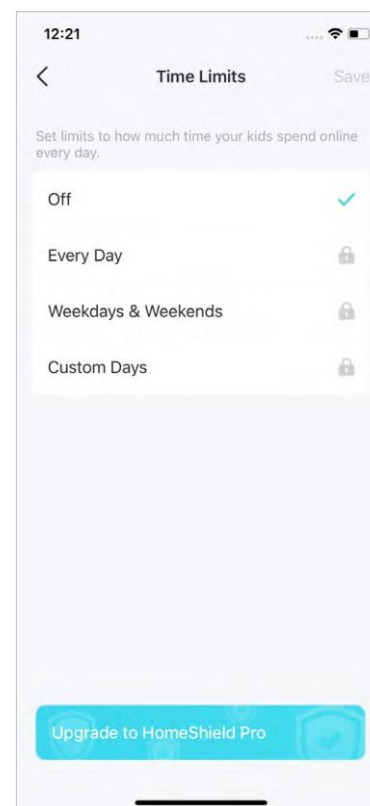 12:21
Time Limits
Save
Set limits to how much time your kids spend online
every day.
Off
Every Day
Weekdays & Weekends
Custom Days
Upgrade to HomeShield Pro